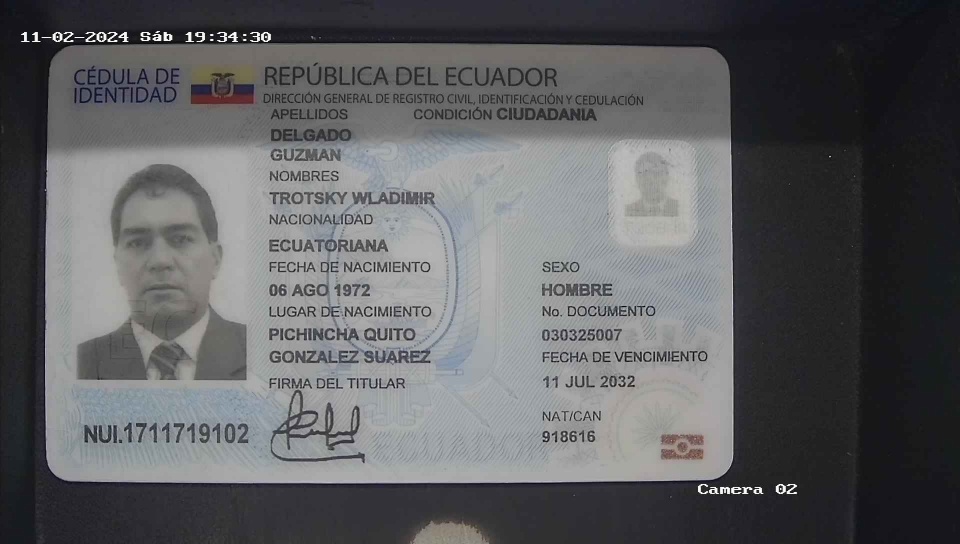 11-02-2024 Sáb 19:34:30
CÉDULA DE
IDENTIDAD
REPÚBLICA DEL ECUADOR
DIRECCIÓN GENERAL DE REGISTRO CIVIL, IDENTIFICACIÓN Y CEDULACIÓN
APELLIDOS
CONDICIÓN CIUDADANIA
DELGADO
GUZMAN
NOMBRES
TROTSKY WLADIMIR
NACIONALIDAD
ECUATORIANA
FECHA DE NACIMIENTO
06 AGO 1972
LUGAR DE NACIMIENTO
PICHINCHA QUITO
GONZALEZ SUAREZ
FIRMA DEL TITULAR
SEXO
HOMBRE
No. DOCUMENTO
030325007
FECHA DE VENCIMIENTO
11 JUL 2032
NAT/CAN
918616
NUI.1711719102
ECUADOR
Camera 02